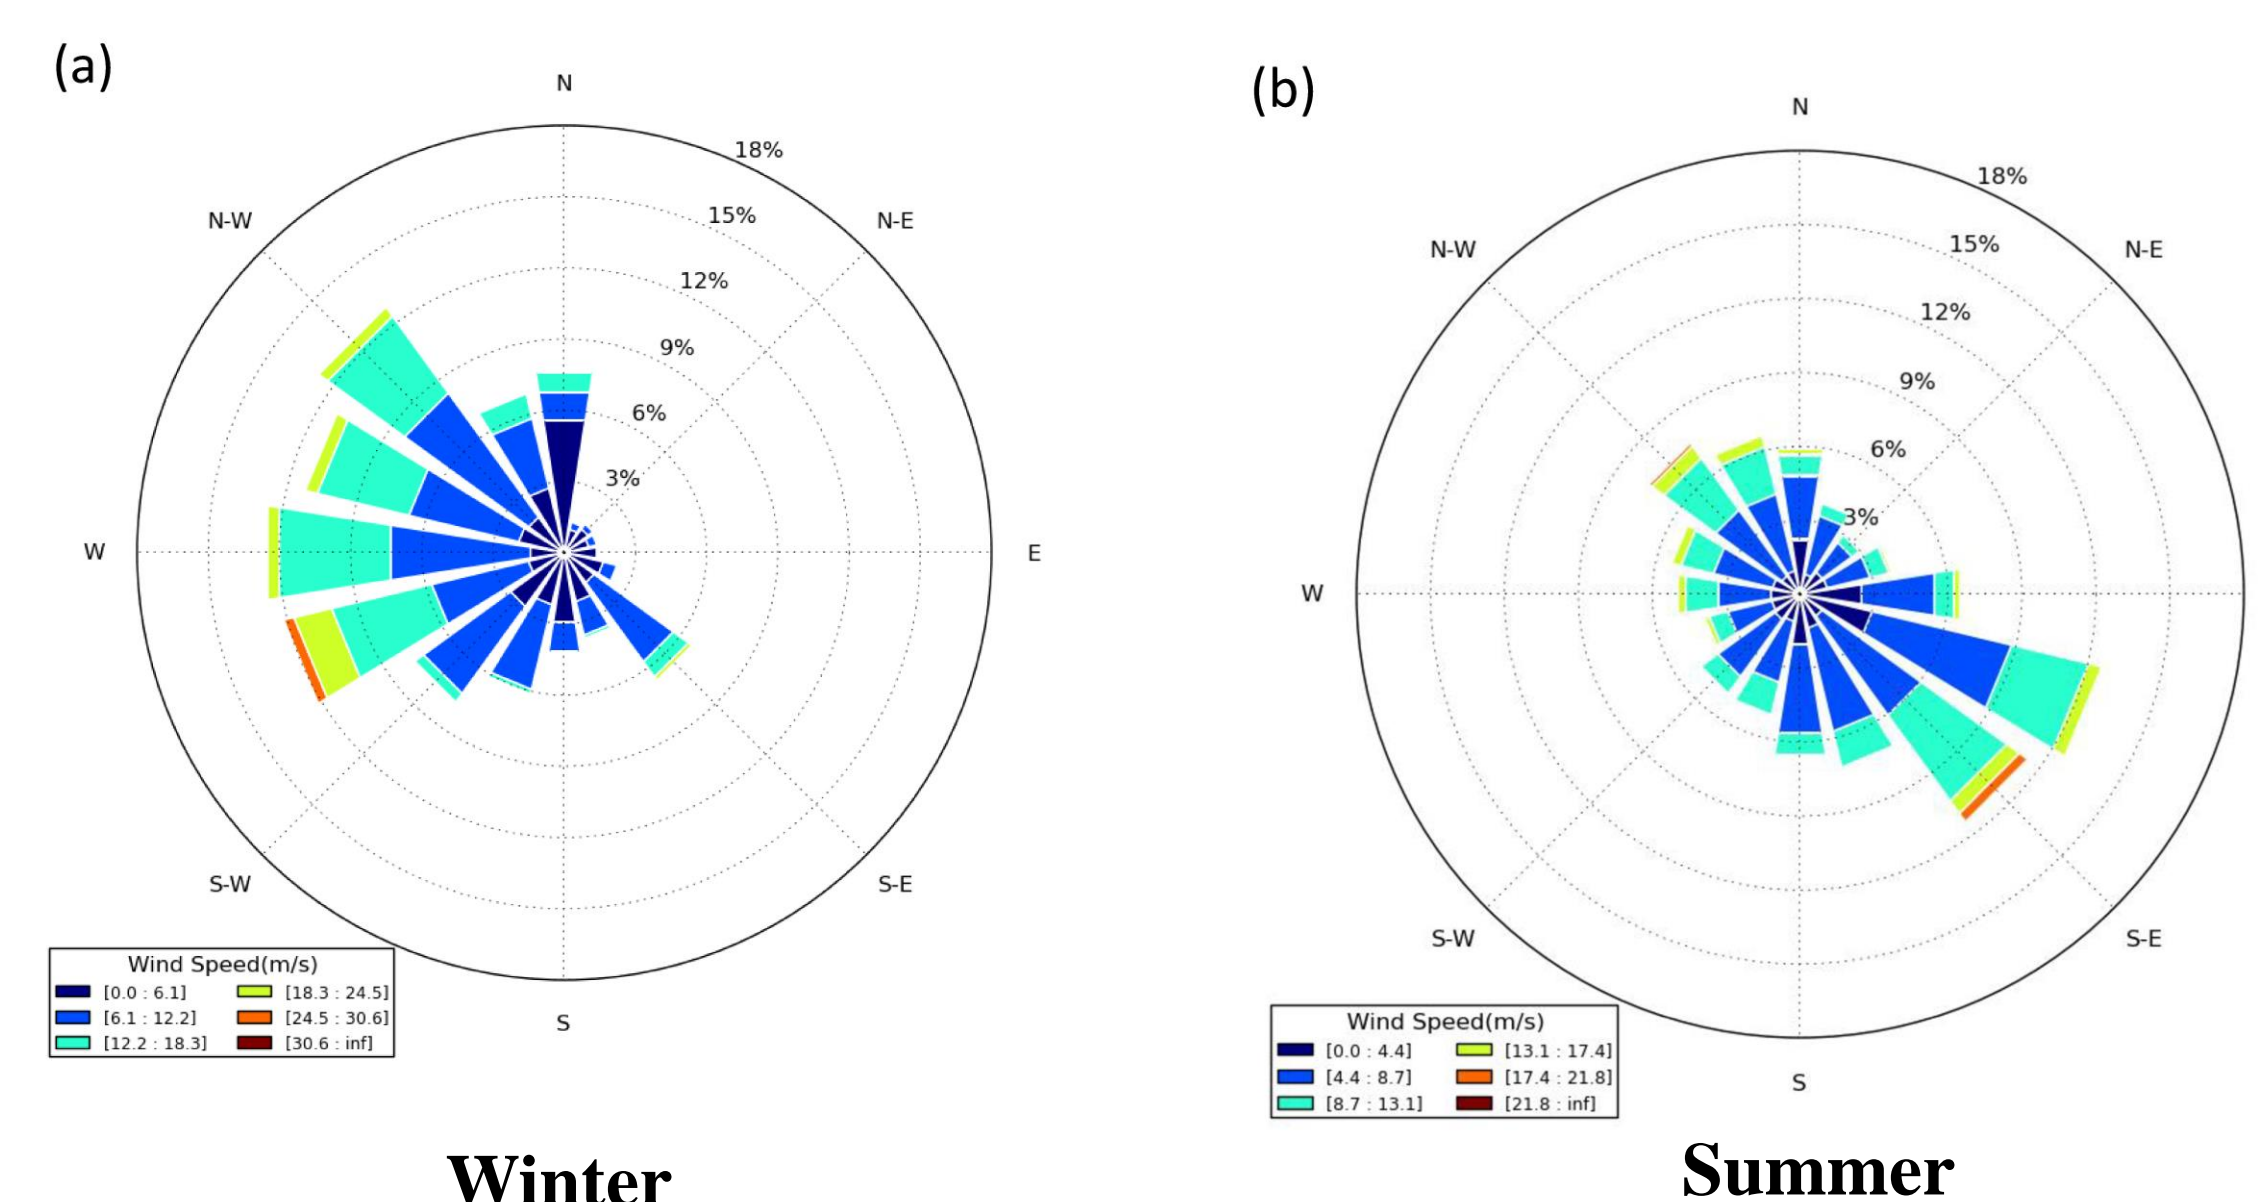 (a)
N
18%
N-W
N-E
15%
12%
9%
6%
3%
W
E
S-W
S-E
S
Wind Speed(m/s)
[0.0 : 6.1] [18.3 : 24.5]
[6.1 : 12.2] [24.5 : 30.6]
[12.2 : 18.3] [30.6 : inf]
Winter
(b)
N
18%
N-W
N-E
15%
12%
9%
6%
3%
W
S-W
S-E
S
Wind Speed(m/s)
[0.0 : 4.4] [13.1 : 17.4]
[4.4 : 8.7] [17.4 : 21.8]
[8.7 : 13.1] [21.8 : inf]
Summer